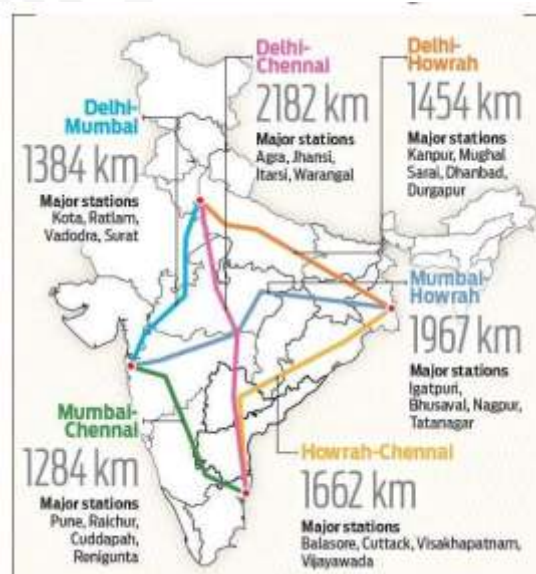 Delhi-
Mumbai
1384 km
Major stations
Kota, Ratlam,
Vadodra, Surat
Delhi-
Chennai
2182 km
Major stations
Agra, Jhansi,
Itarsi, Warangal
Delhi-
Howrah
1454 km
Major stations
Kanpur, Mughal
Sarai, Dhanbad,
Durgapur
Mumbai-
Howrah
1967 km
Major stations
Igatpuri,
Bhusaval, Nagpur,
Tatanagar
Mumbai-
Chennai
1284 km
Major stations
Pune, Raichur,
Cuddapah,
Renigunta
Howrah-Chennai
1662 km
Major stations
Balasore, Cuttack, Visakhapatnam,
Vijayawada